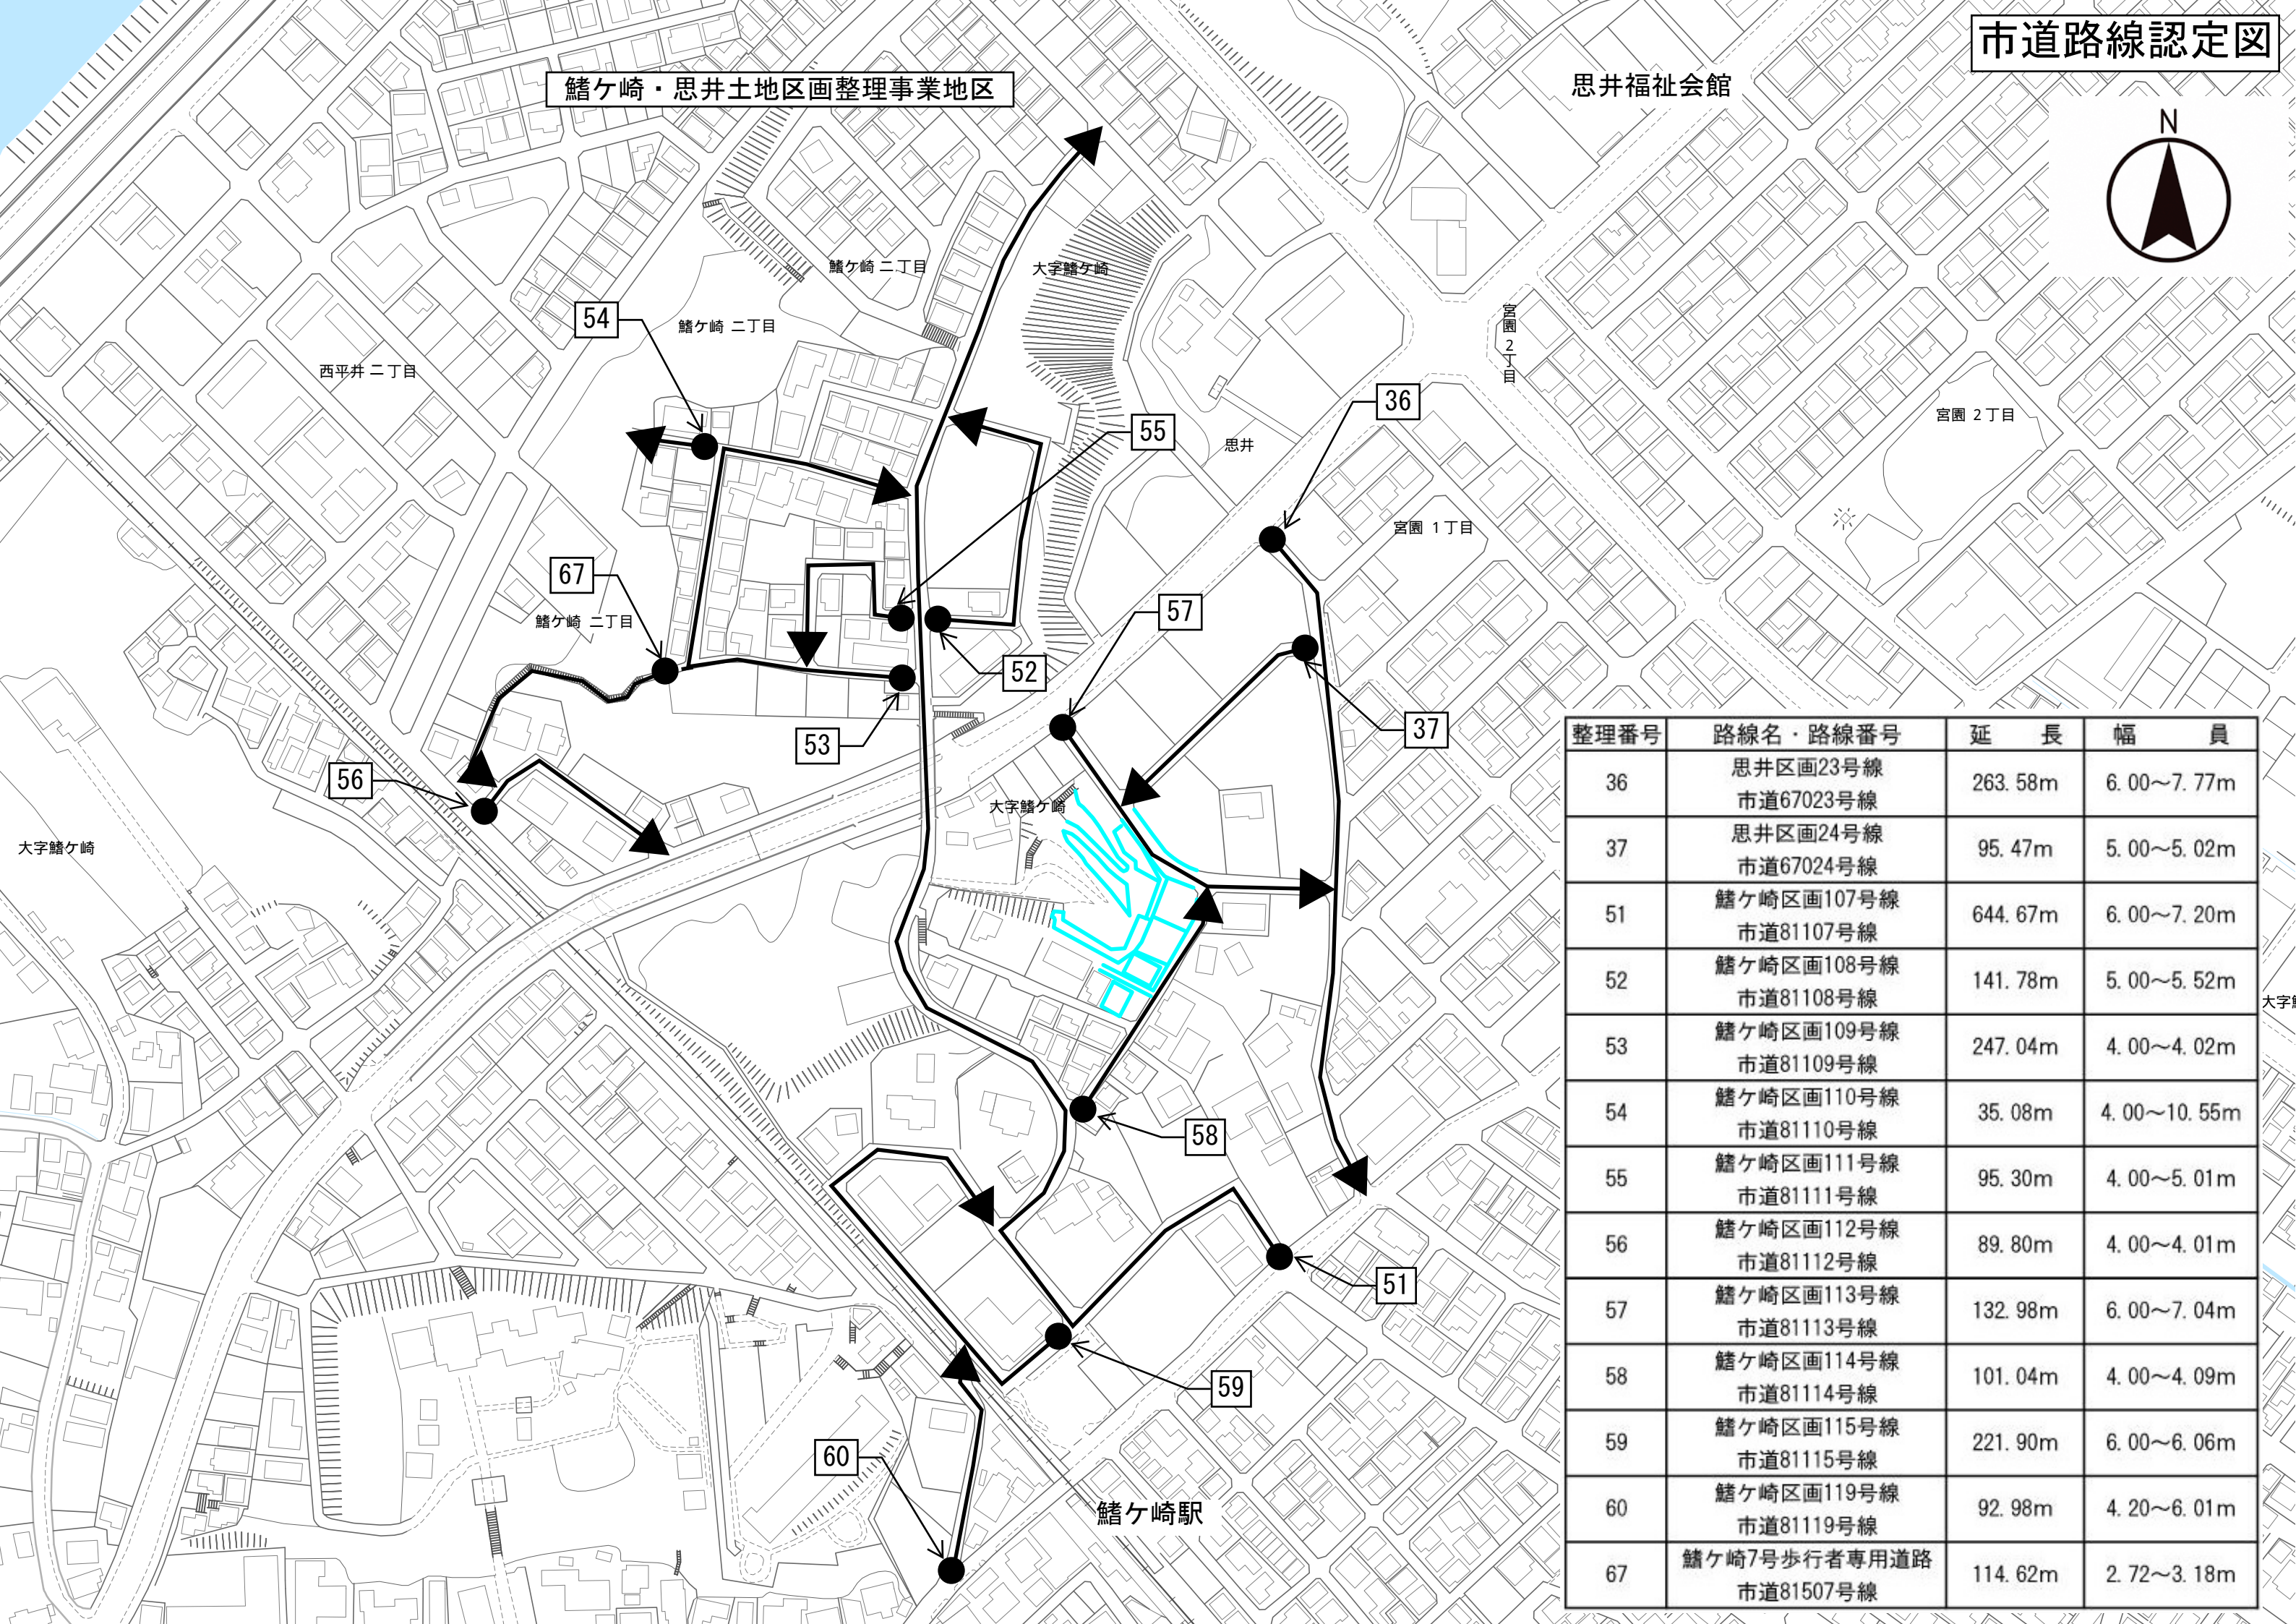 市道路線認定図
鰭ケ崎・思井土地区画整理事業地区
思井福祉会館
N
鰭ケ崎 二丁目
大字鰭ケ崎
54
鰭ケ崎 二丁目
宮園 2丁目
西平井 二丁目
36
宮園 2丁目
55
思井
宮園 1丁目
67
鰭ケ崎 二丁目
57
52
37
53
56
大字鰭ケ崎
大字鰭ケ崎
58
51
59
60
鰭ケ崎駅
整理番号 路線名・路線番号 延 長 幅 員
36 思井区画23号線 263.58m 6.00～7.77m
市道67023号線
37 思井区画24号線 95.47m 5.00～5.02m
市道67024号線
51 鰭ケ崎区画107号線 644.67m 6.00～7.20m
市道81107号線
52 鰭ケ崎区画108号線 141.78m 5.00～5.52m
市道81108号線
53 鰭ケ崎区画109号線 247.04m 4.00～4.02m
市道81109号線
54 鰭ケ崎区画110号線 35.08m 4.00～10.55m
市道81110号線
55 鰭ケ崎区画111号線 95.30m 4.00～5.01m
市道81111号線
56 鰭ケ崎区画112号線 89.80m 4.00～4.01m
市道81112号線
57 鰭ケ崎区画113号線 132.98m 6.00～7.04m
市道81113号線
58 鰭ケ崎区画114号線 101.04m 4.00～4.09m
市道81114号線
59 鰭ケ崎区画115号線 221.90m 6.00～6.06m
市道81115号線
60 鰭ケ崎区画119号線 92.98m 4.20～6.01m
市道81119号線
67 鰭ケ崎7号歩行者専用道路 114.62m 2.72～3.18m
市道81507号線
大字